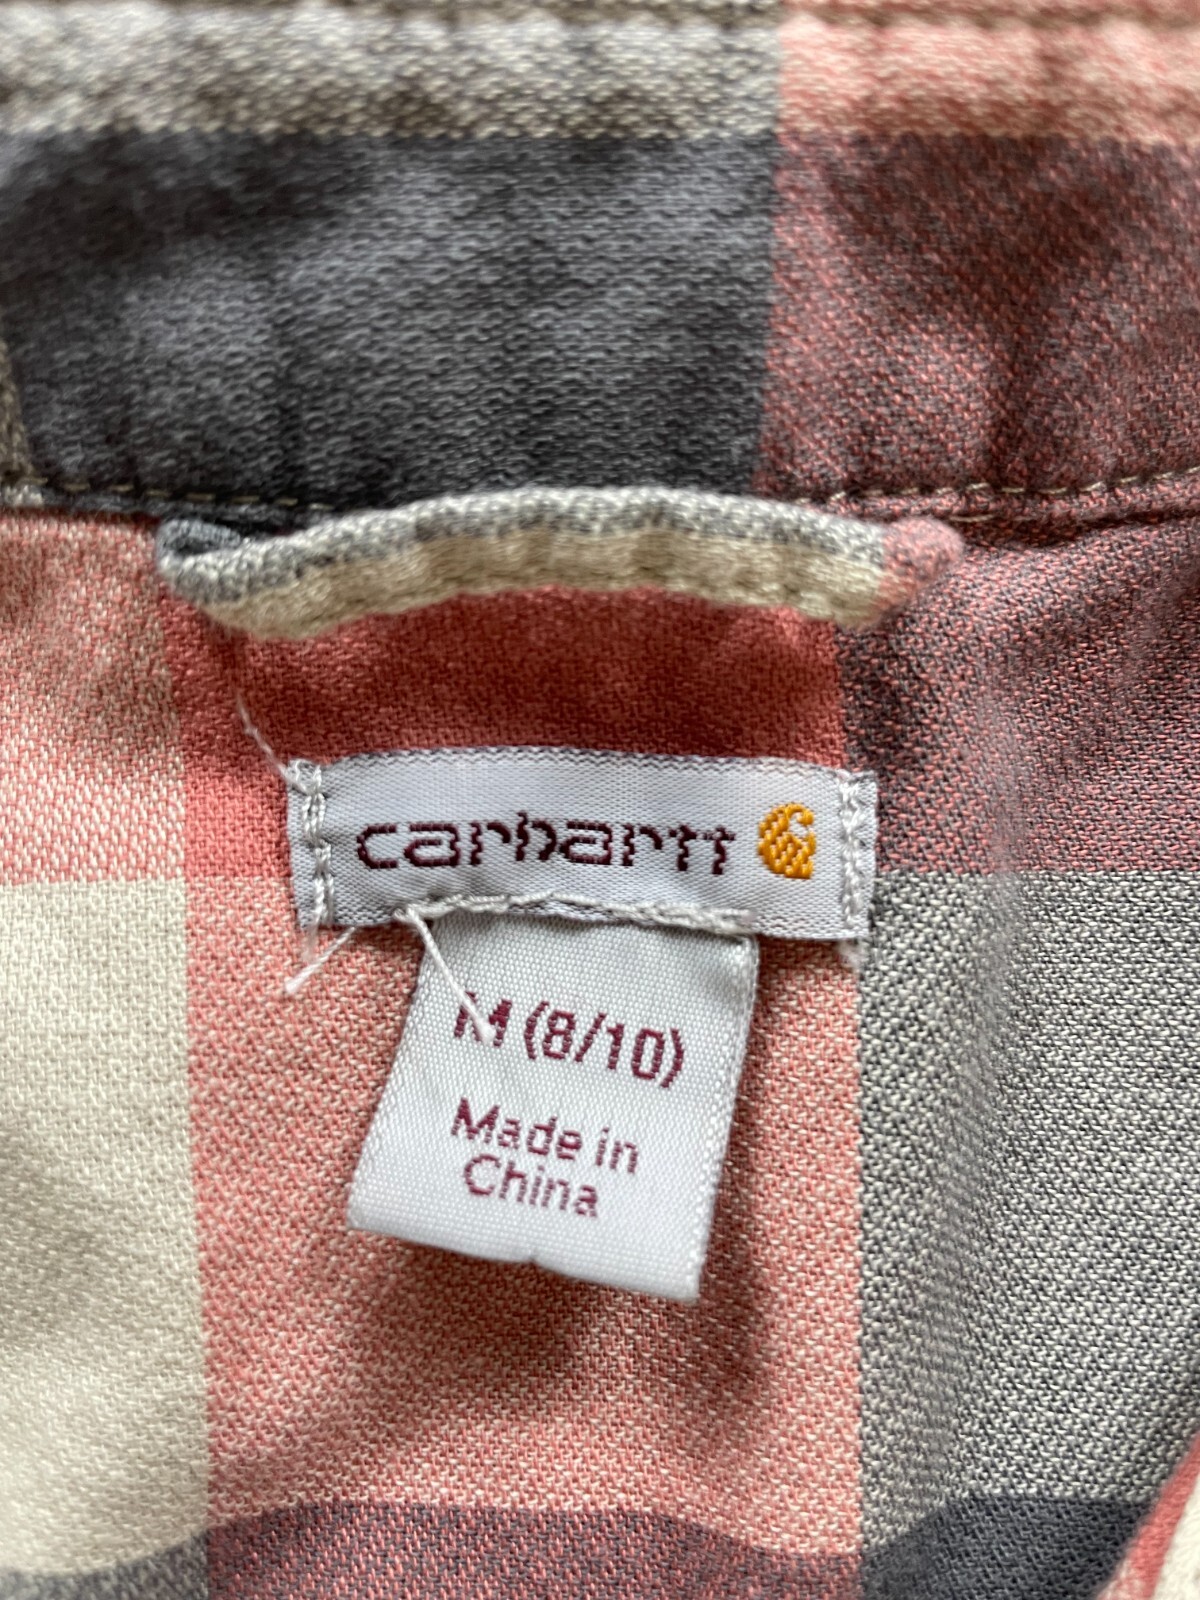 carhartt
M (8/10)
Made in
China